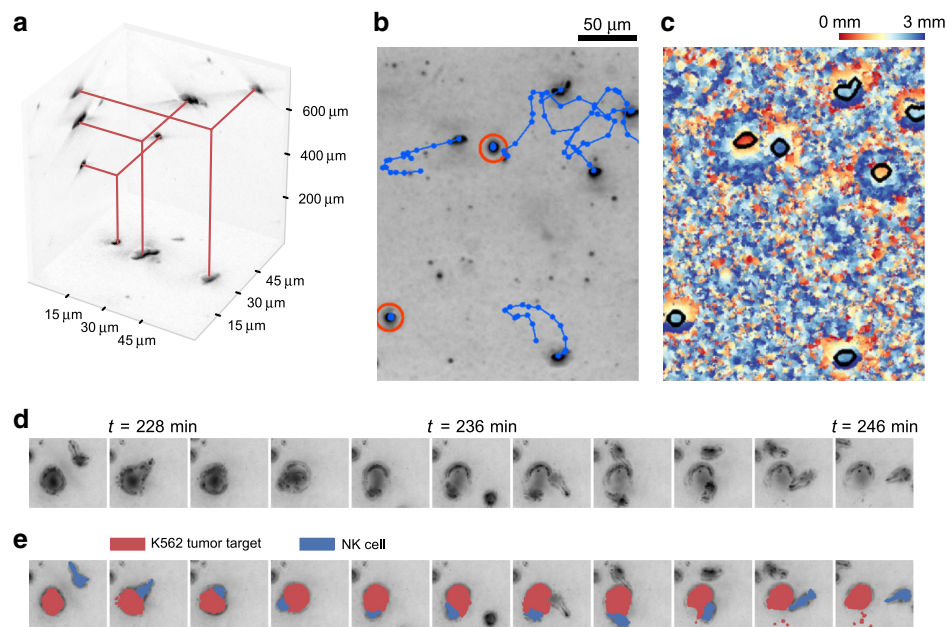 a
b
50 µm
c
0 mm 3 mm
600 µm
400 µm
200 µm
45 µm
30 µm
15 µm
15 µm
30 µm
45 µm
d
t = 228 min
t = 236 min
t = 246 min
e
K562 tumor target
NK cell